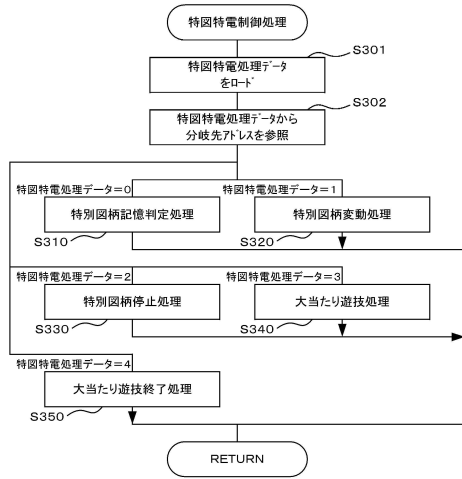 特図特電制御処理
S301
特図特電処理データ
をロード
S302
特図特電処理データから
分岐先アドレスを参照
特図特電処理データ=0
特図特電処理データ=1
特別図柄記憶判定処理
特別図柄変動処理
S310
S320
特図特電処理データ=2
特図特電処理データ=3
特別図柄停止処理
大当たり遊技処理
S330
S340
特図特電処理データ=4
大当たり遊技終了処理
S350
RETURN